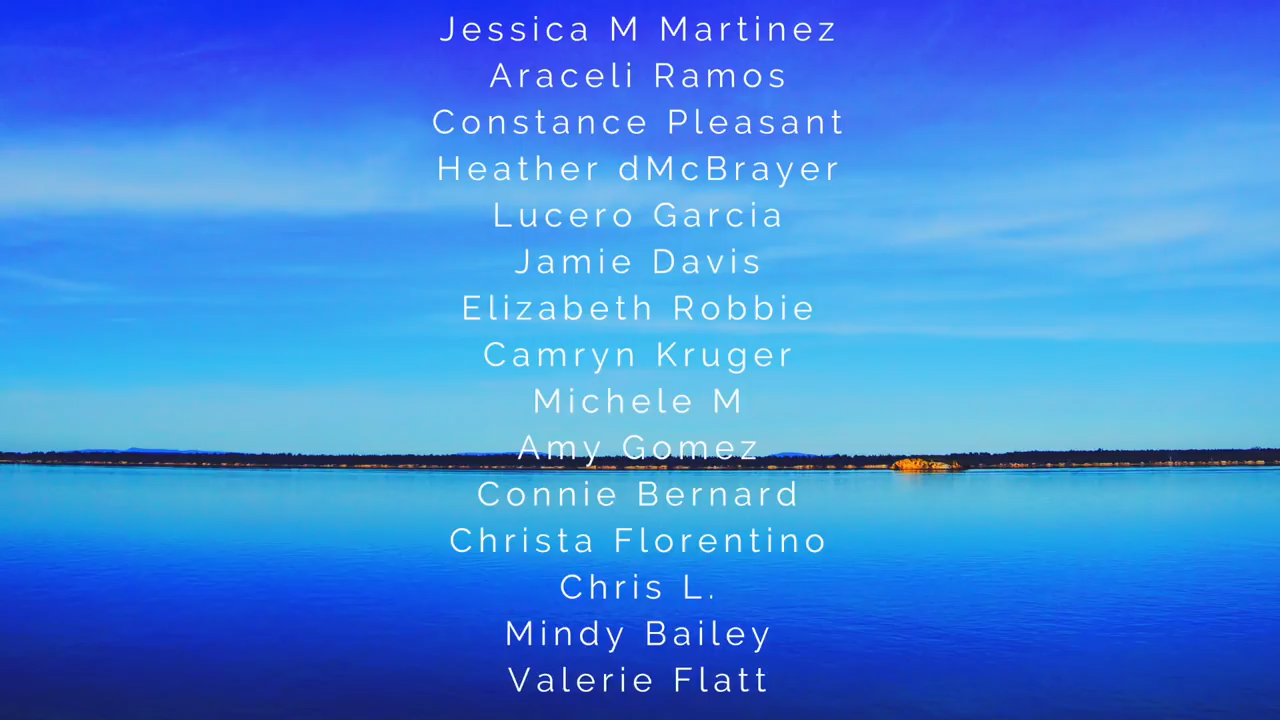 Jessica M Martinez
Araceli Ramos
Constance Pleasant
Heather dMcBrayer
Lucero Garcia
Jamie Davis
Elizabeth Robbie
Camryn Kruger
Michele M
Amy Gomez
Connie Bernard
Christa Florentino
Chris L.
Mindy Bailey
Valerie Flatt